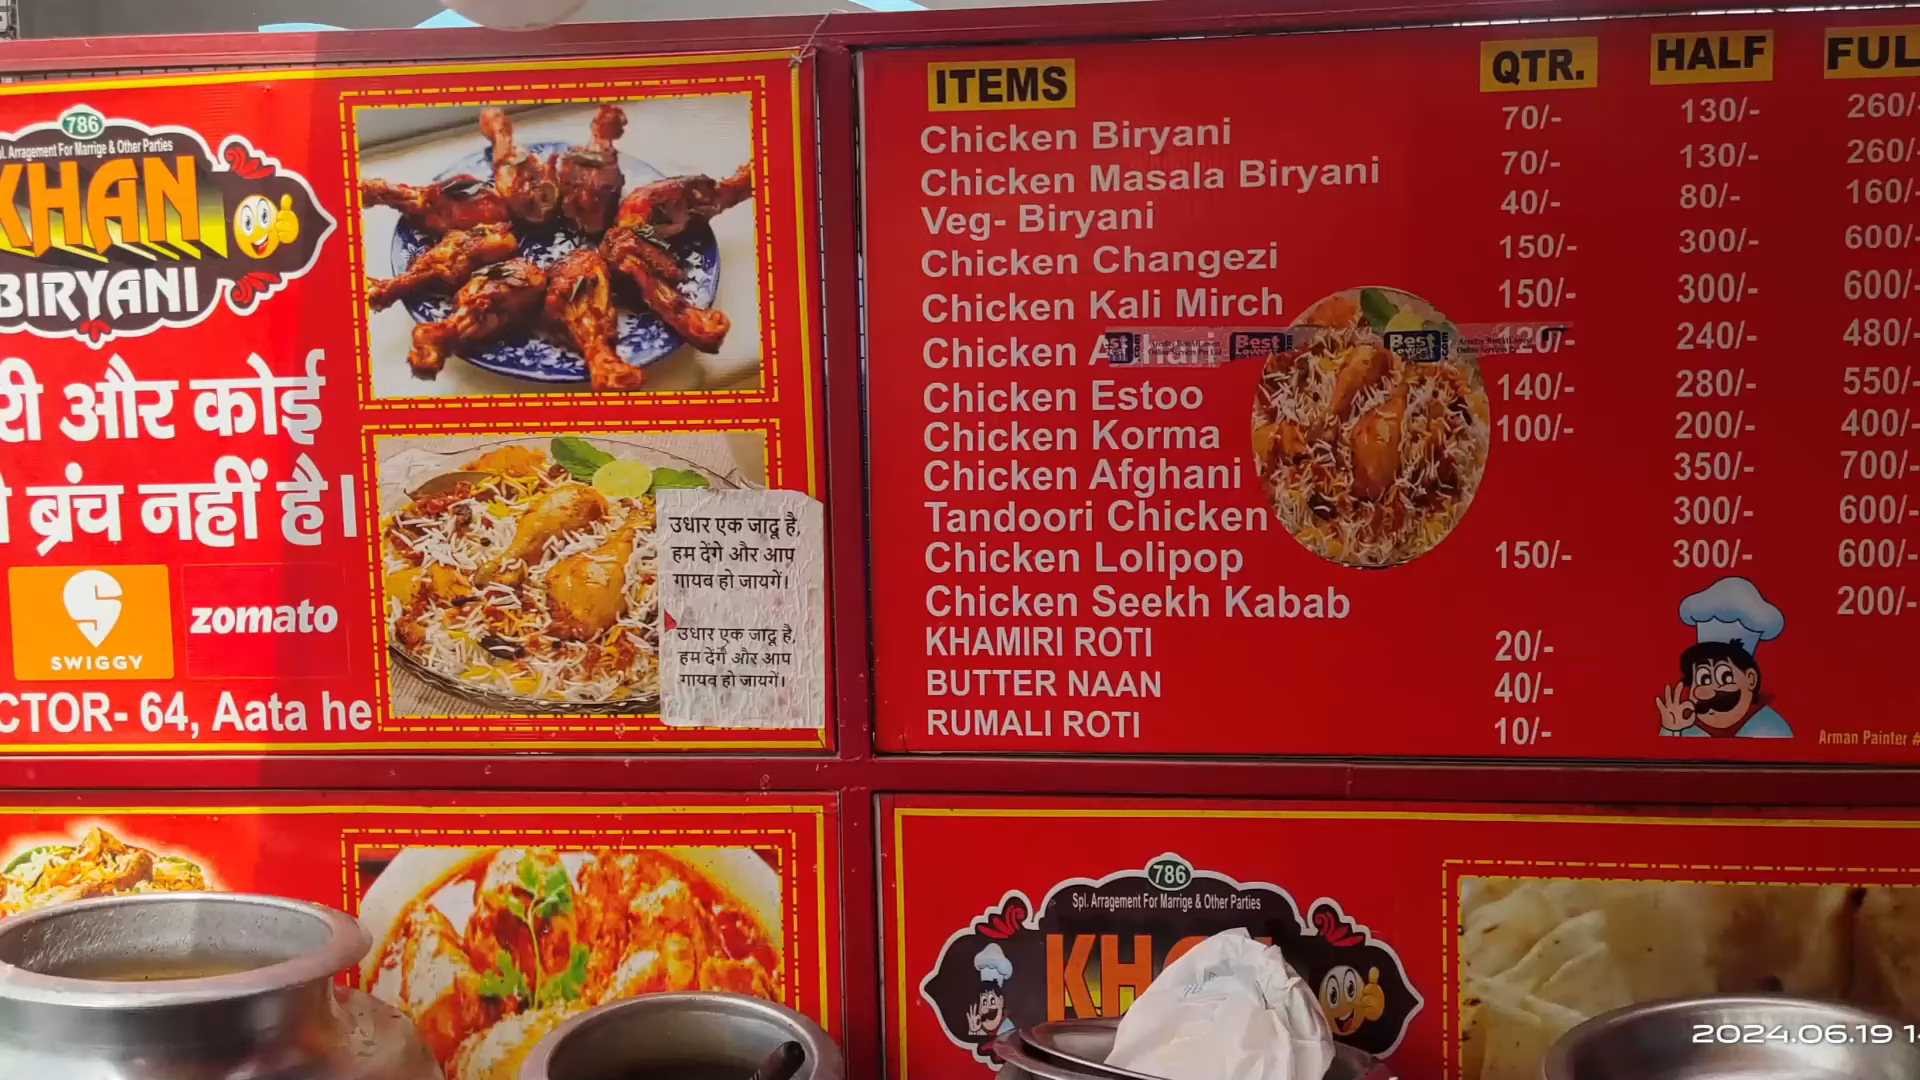 786
Arragement For Marrige & Other Parties
KHAN
BIRYANI
और कोई
ब्रंच नहीं है।
SWIGGY
zomato
64, Aata
उधार एक जादू है,
हम देंगे और आप
गायब हो जायगें।
उधार एक जादू है,
हम देंगे और आप
गायब हो जायगें।
ITEMS QTR. HALF
Chicken Biryani 70/- 130/- 260/-
Chicken Masala Biryani 70/- 130/- 260/-
Veg- Biryani 40/- 80/- 160/-
Chicken Changezi 150/- 300/- 600/-
Chicken Kali Mirch 150/- 300/- 600/-
Chicken 120/- 240/- 480/-
Chicken Estoo 140/- 280/- 550/-
Chicken Korma 100/- 200/- 400/-
Chicken Afghani 350/- 700/-
Tandoori Chicken 300/- 600/-
Chicken Lolipop 150/- 300/- 600/-
Chicken Seekh Kabab 200/-
KHAMIRI ROTI 20/-
BUTTER NAAN 40/-
RUMALI ROTI 10/-
Best
Best
Arman Painter #
786
Spl. Arragement For Marrige & Other Parties
2024.06.19